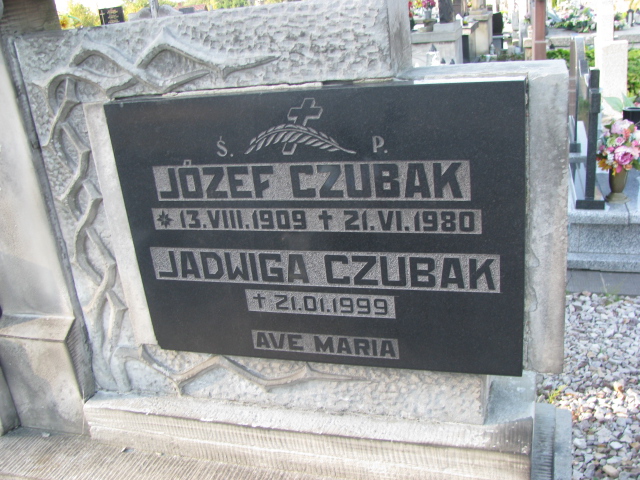 Ś. P.
JÓZEF CZUBAK
* 13.VIII.1909 † 21.VI.1980
JADWIGA CZUBAK
† 21.01.1999
AVE MARIA